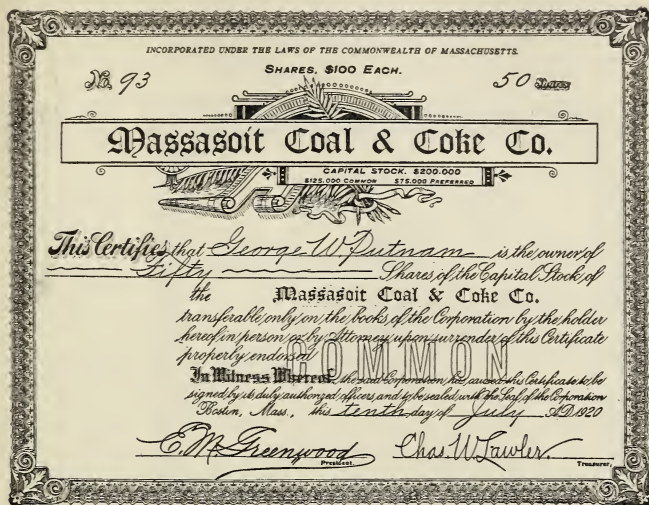 INCORPORATED UNDER THE LAWS OF THE COMMONWEALTH OF MASSACHUSETTS.
SHARES, $100 EACH.
No. 93
50 Shares
Massasoit Coal & Coke Co.
CAPITAL STOCK. $200.000
$125.000 COMMON $75.000 PREFERRED
This Certifies that George W Putnam is the owner of
Fifty Shares of the Capital Stock of
the Massasoit Coal & Coke Co.
transferable only on the books of the Corporation by the holder
hereof in person or by Attorney upon surrender of this Certificate
properly endorsed
COMMON
In Witness Whereof, the said Corporation has caused this Certificate to be
signed by its duly authorized officers and to be sealed with the Seal of the Corporation
Boston, Mass., this tenth day of July A.D. 1920
E. M. Greenwood
President.
Chas. W Lawler.
Treasurer,